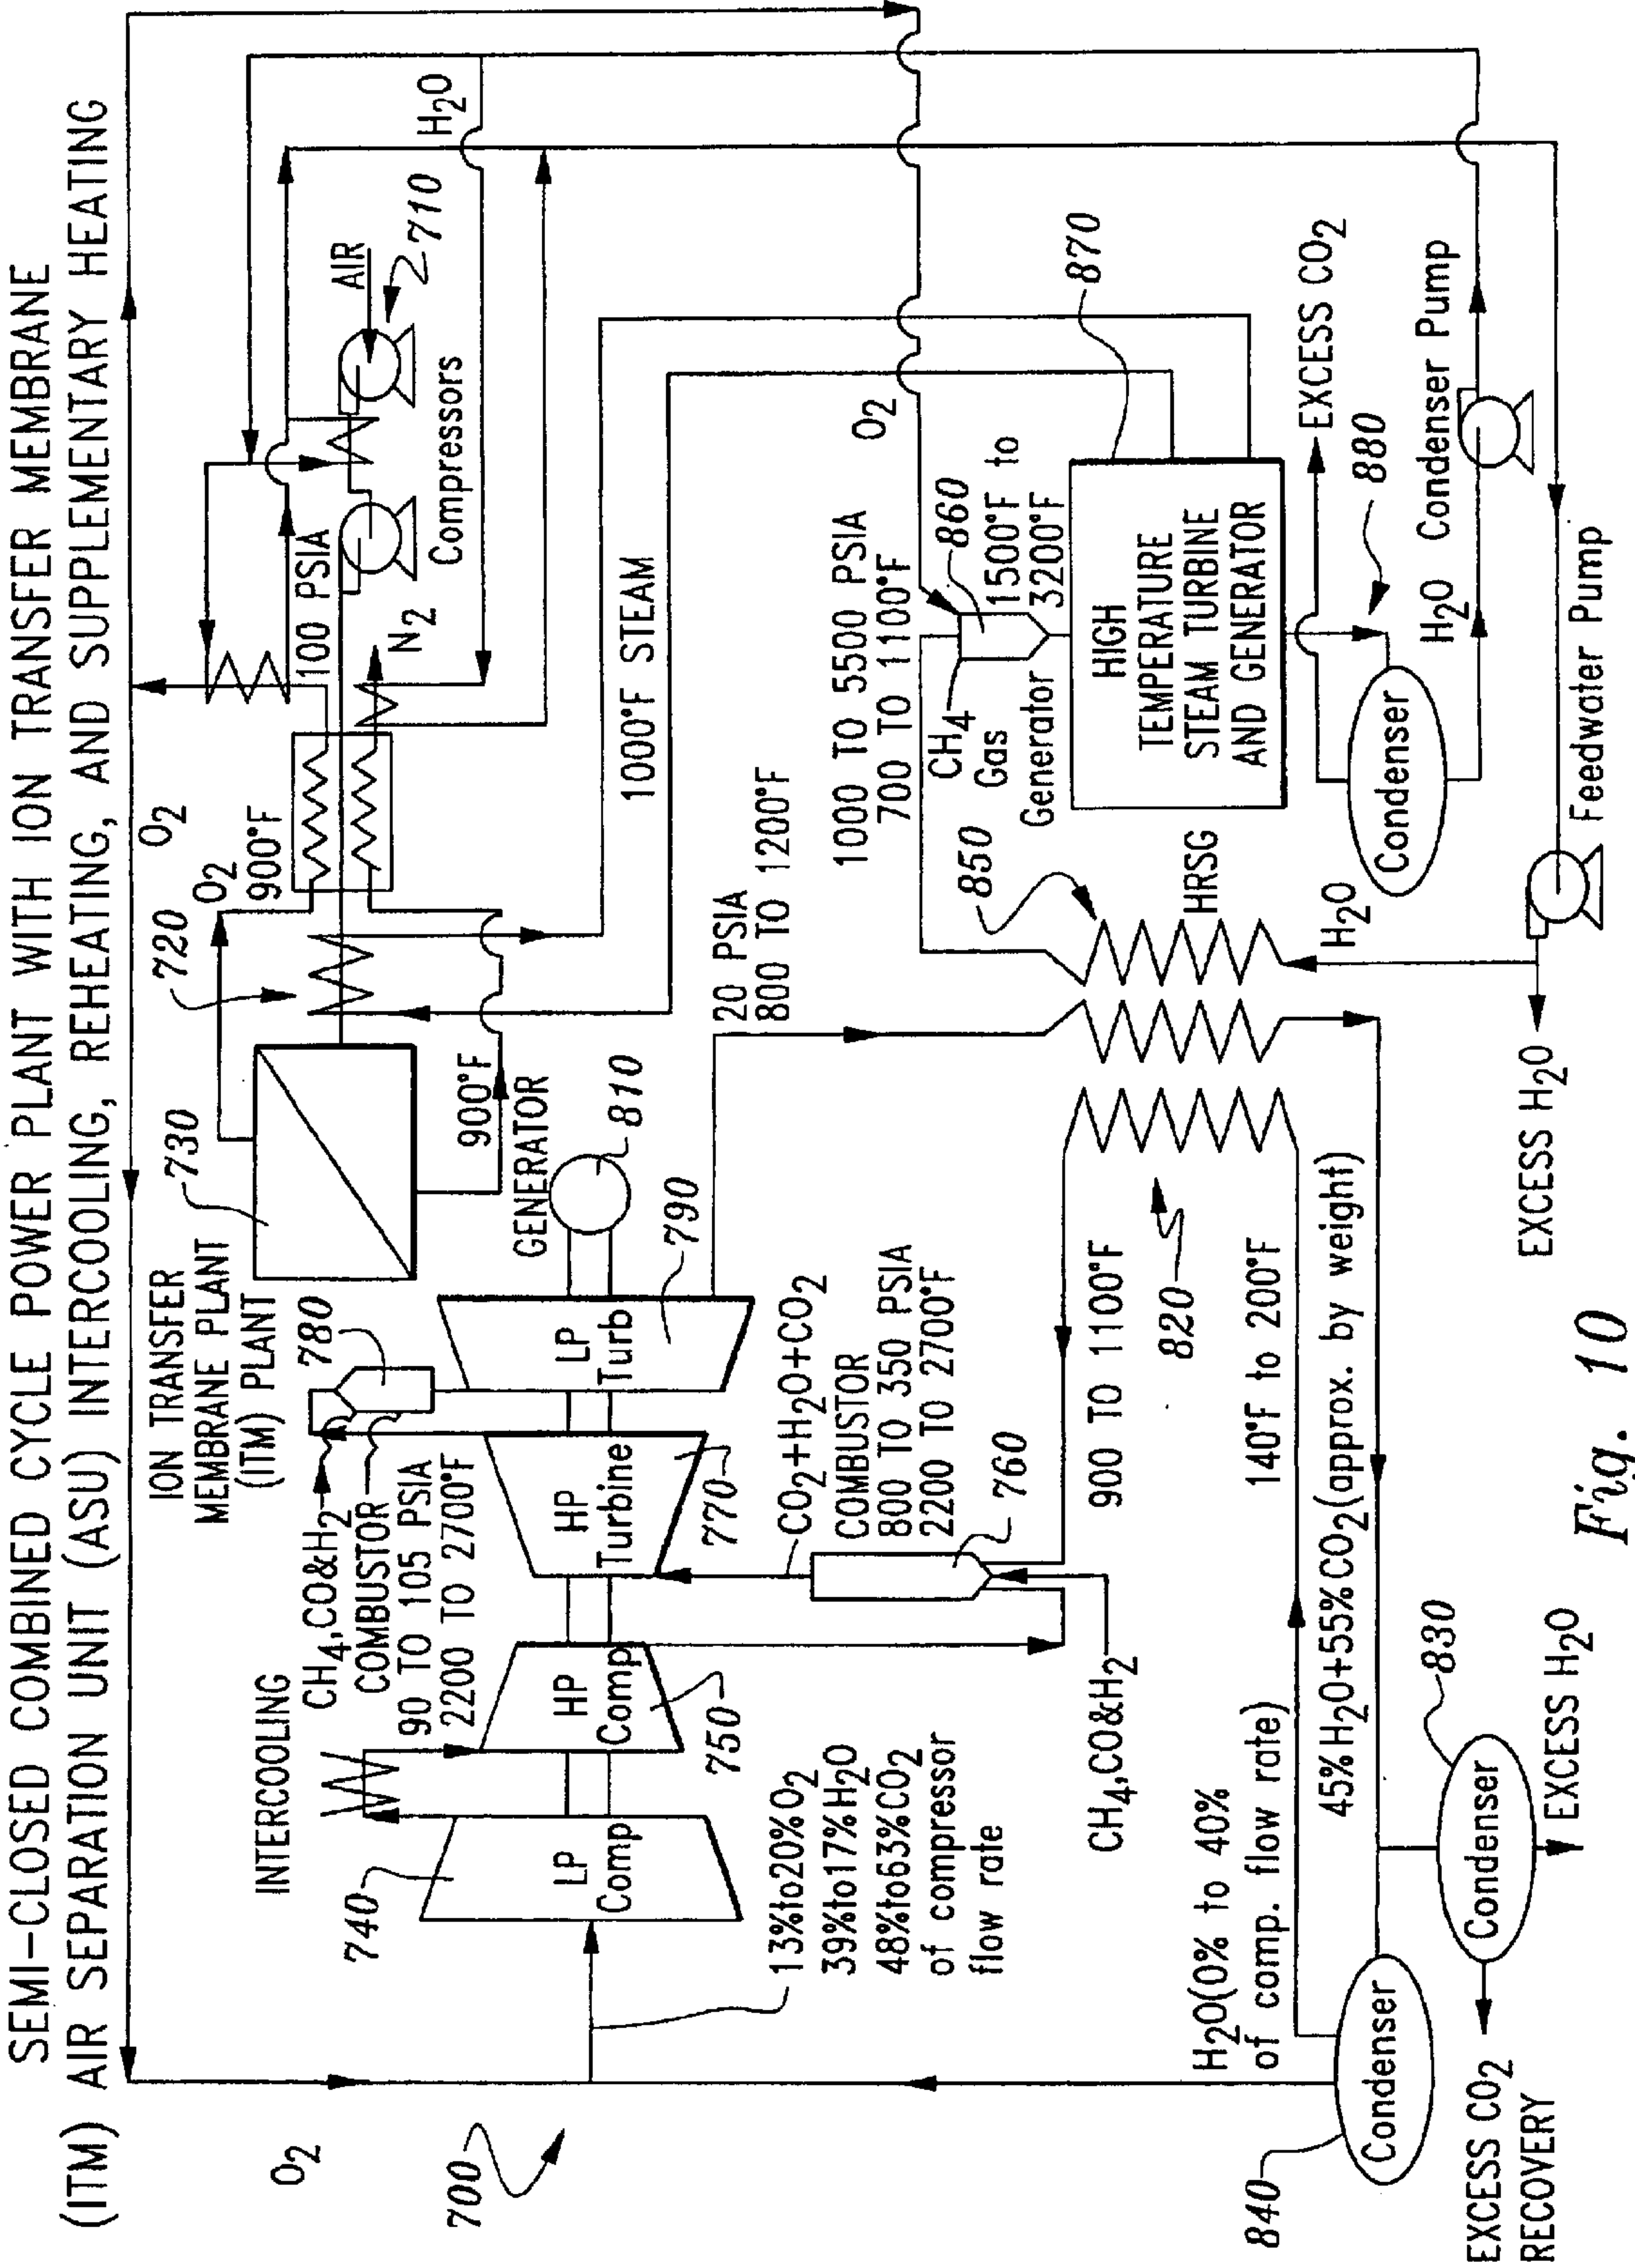 SEMI-CLOSED COMBINED CYCLE POWER PLANT WITH ION TRANSFER MEMBRANE
(ITM) AIR SEPARATION UNIT (ASU) INTERCOOLING, REHEATING, AND SUPPLEMENTARY HEATING
O2
O2
O2
900°F
720
730
ION TRANSFER
MEMBRANE PLANT
(ITM) PLANT
900°F
100 PSIA
N2
AIR
710
Compressors
H2O
1000°F STEAM
700
740
INTERCOOLING
LP
Comp
HP
Comp
750
CH4,CO&H2
COMBUSTOR
90 TO 105 PSIA
2200 TO 2700°F
780
HP
Turbine
770
LP
Turb
790
GENERATOR
810
20 PSIA
800 TO 1200°F
13%to20%O2
39%to17%H2O
48%to63%CO2
of compressor
flow rate
CO2+H2O+CO2
COMBUSTOR
800 TO 350 PSIA
2200 TO 2700°F
760
CH4,CO&H2
900 TO 1100°F
820
140°F to 200°F
H2O(0% to 40%
of comp. flow rate)
45%H2O+55%CO2(approx. by weight)
850
HRSG
H2O
1000 TO 5500 PSIA
700 TO 1100°F
O2
CH4
Gas
Generator
860
1500°F to
3200°F
870
HIGH
TEMPERATURE
STEAM TURBINE
AND GENERATOR
EXCESS CO2
880
Condenser
H2O Condenser Pump
Feedwater Pump
EXCESS H2O
840
Condenser
830
Condenser
EXCESS H2O
EXCESS CO2
RECOVERY
Fig. 10